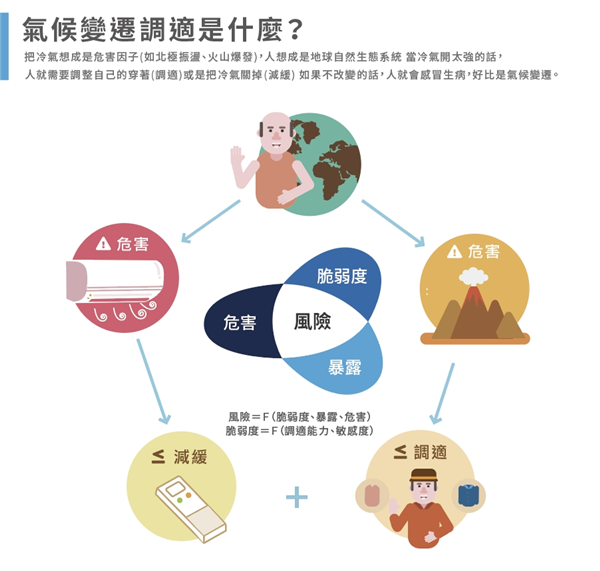 氣候變遷調適是什麼？
把冷氣想成是危害因子(如北極振盪、火山爆發)，人想成是地球自然生態系統 當冷氣開太強的話，
人就需要調整自己的穿著(調適)或是把冷氣關掉(減緩) 如果不改變的話，人就會感冒生病，好比是氣候變遷。
危害
危害
脆弱度
危害
風險
暴露
風險＝F（脆弱度、暴露、危害）
脆弱度＝F（調適能力、敏感度）
≤ 減緩
≤ 調適
+